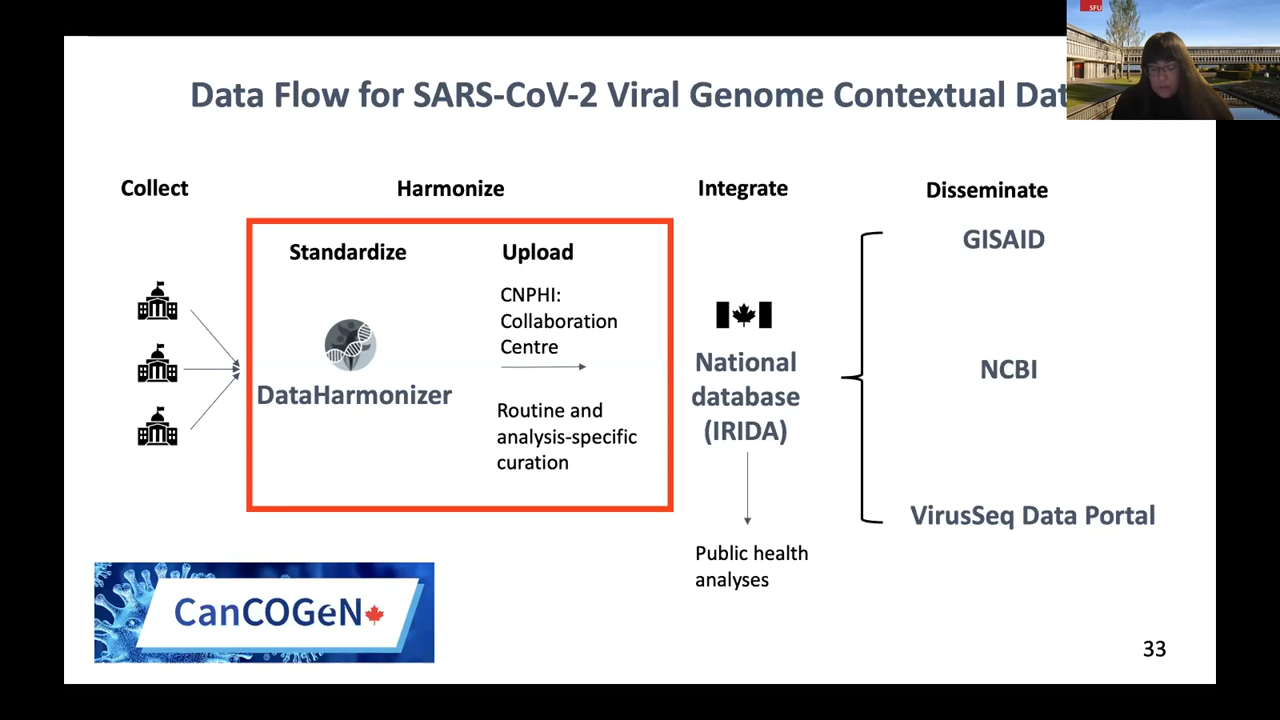 SFU
Data Flow for SARS-CoV-2 Viral Genome Contextual Dat
Collect
Harmonize
Integrate
Disseminate
Standardize
Upload
DataHarmonizer
CNPHI:
Collaboration
Centre
Routine and
analysis-specific
curation
National
database
(IRIDA)
Public health
analyses
GISAID
NCBI
VirusSeq Data Portal
CanCOGeN
33